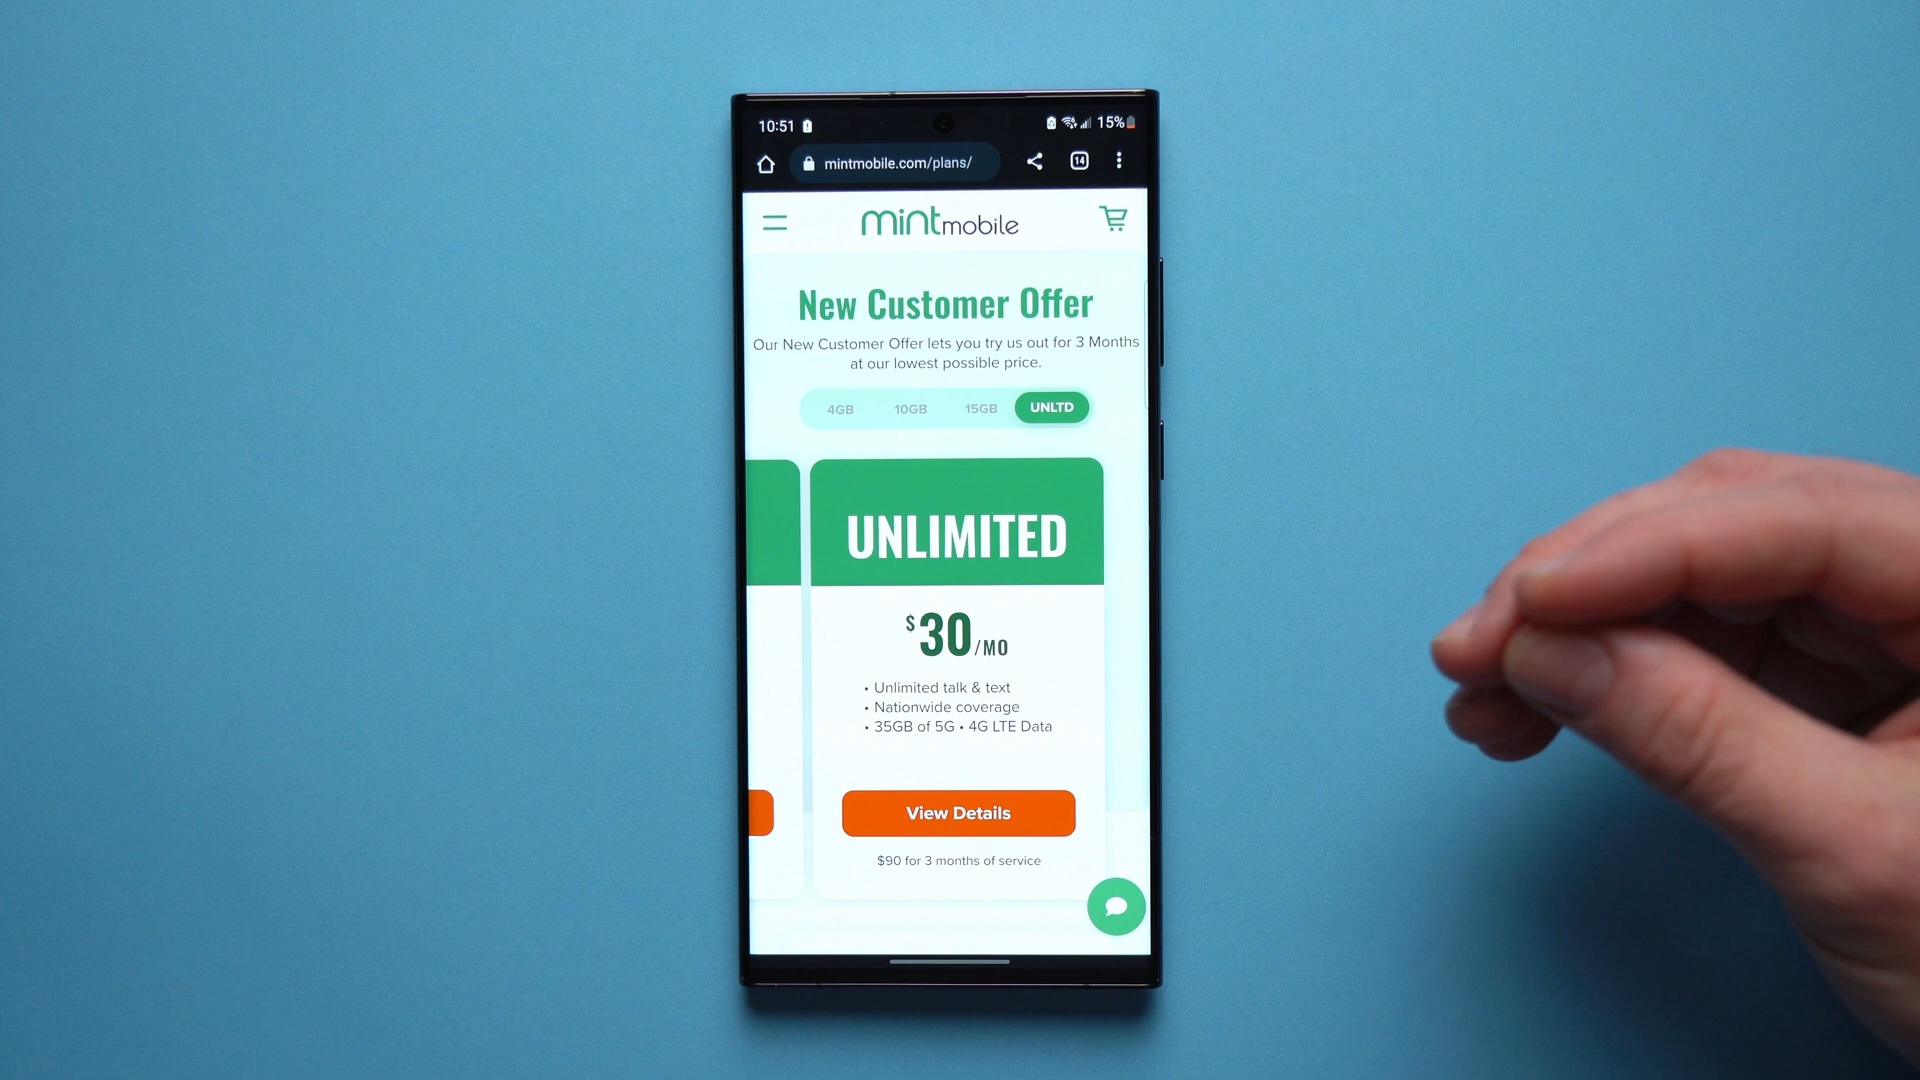 10:51
15%
mintmobile.com/plans/
14
mint mobile
New Customer Offer
Our New Customer Offer lets you try us out for 3 Months
at our lowest possible price.
4GB 10GB 15GB UNLTD
UNLIMITED
$30/MO
• Unlimited talk & text
• Nationwide coverage
• 35GB of 5G • 4G LTE Data
View Details
$90 for 3 months of service